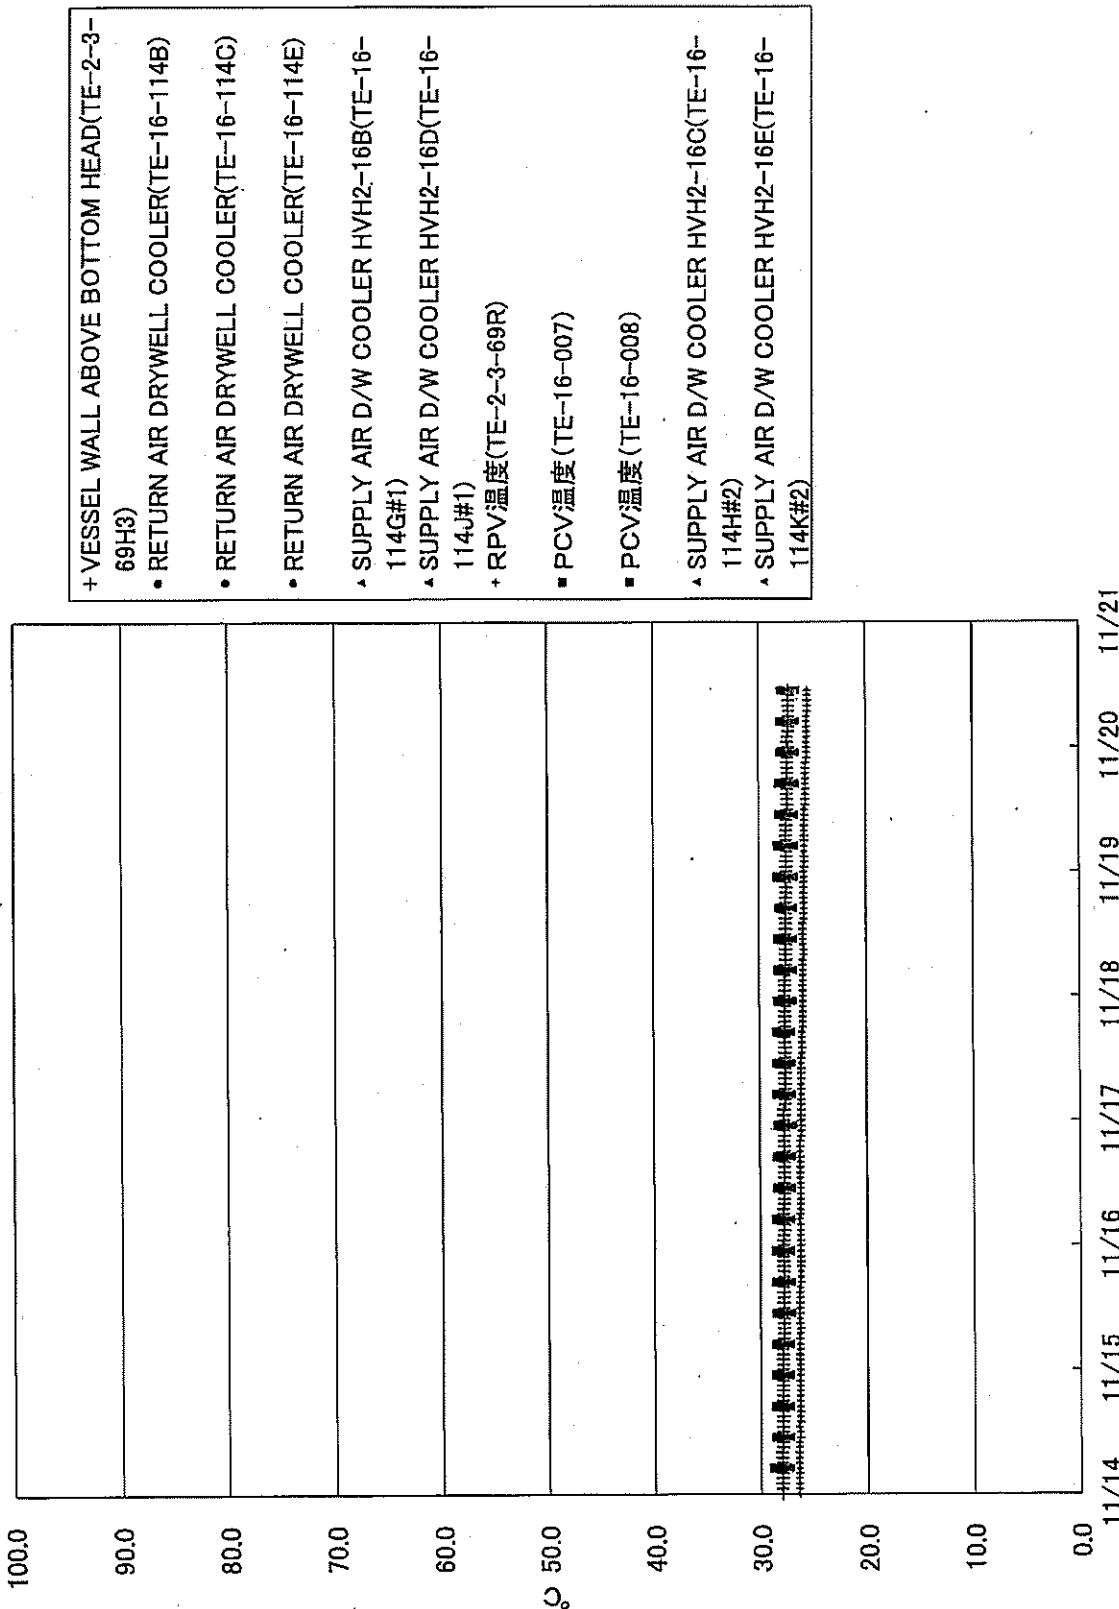 + VESSEL WALL ABOVE BOTTOM HEAD(TE-2-3-
69H3)
● RETURN AIR DRYWELL COOLER(TE-16-114B)
● RETURN AIR DRYWELL COOLER(TE-16-114C)
● RETURN AIR DRYWELL COOLER(TE-16-114E)
▲ SUPPLY AIR D/W COOLER HVH2-16B(TE-16-
114G#1)
▲ SUPPLY AIR D/W COOLER HVH2-16D(TE-16-
114J#1)
+ RPV温度(TE-2-3-69R)
■ PCV温度(TE-16-007)
■ PCV温度(TE-16-008)
▲ SUPPLY AIR D/W COOLER HVH2-16C(TE-16-
114H#2)
▲ SUPPLY AIR D/W COOLER HVH2-16E(TE-16-
114K#2)
100.0
90.0
80.0
70.0
60.0
50.0
40.0
30.0
20.0
10.0
0.0
℃
11/14 11/15 11/16 11/17 11/18 11/19 11/20 11/21